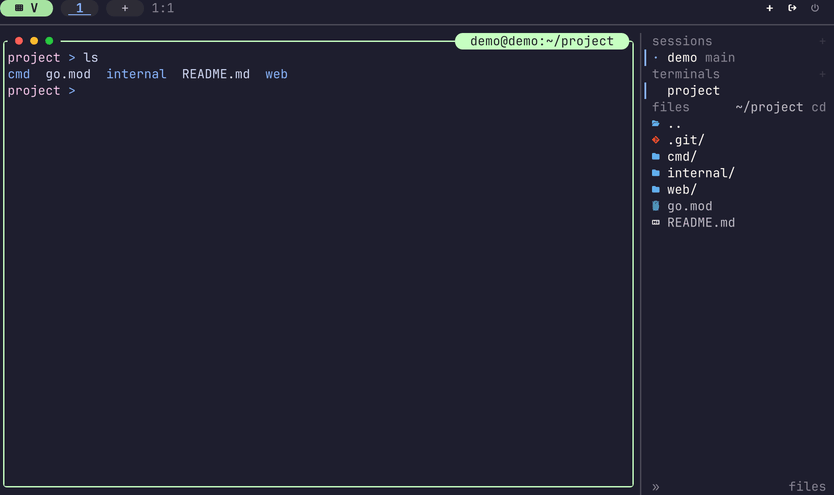 V 1 + 1:1 +
demo@demo:~/project
project > ls
cmd go.mod internal README.md web
project >
sessions +
· demo main
terminals +
project
files ~/project cd
..
.git/
cmd/
internal/
web/
go.mod
README.md
» files